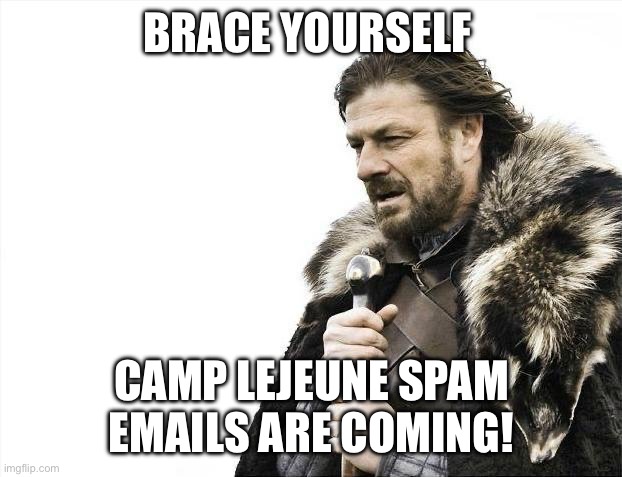 BRACE YOURSELF
CAMP LEJEUNE SPAM
EMAILS ARE COMING!
imgflip.com